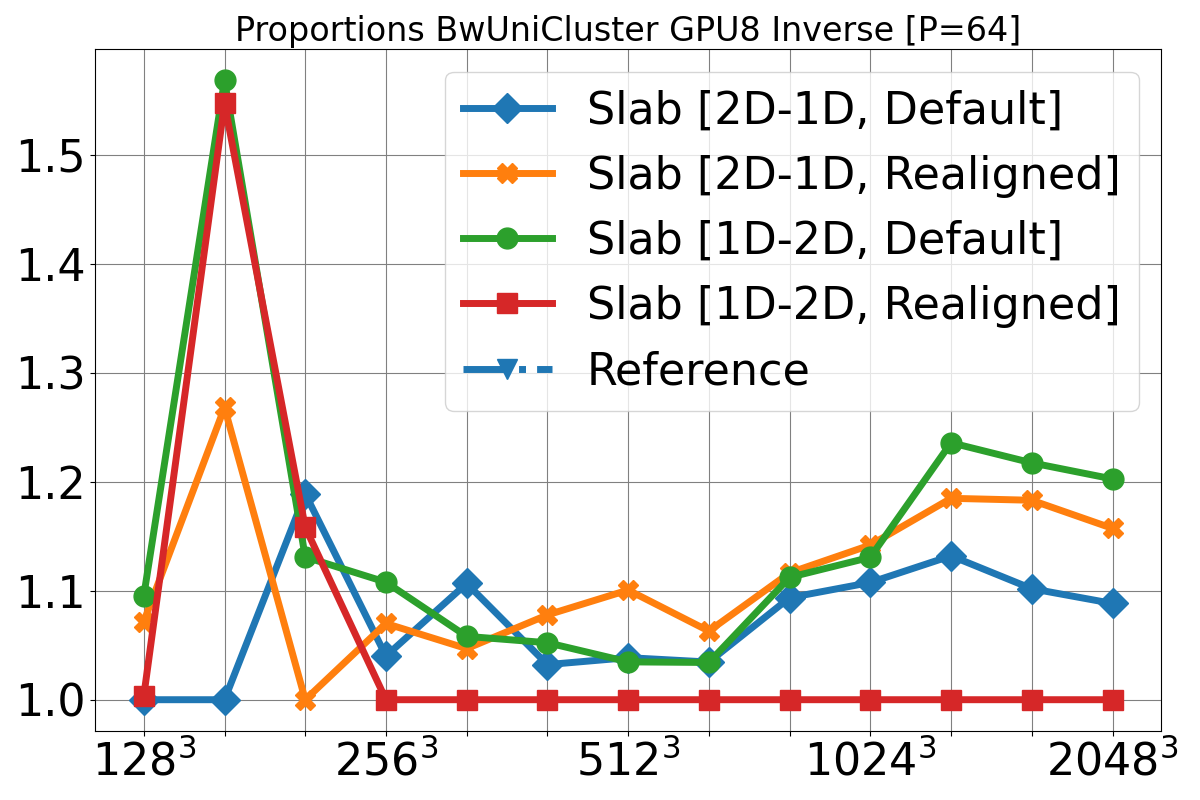 Proportions BwUniCluster GPU8 Inverse [P=64]
Slab [2D-1D, Default]
Slab [2D-1D, Realigned]
Slab [1D-2D, Default]
Slab [1D-2D, Realigned]
Reference
1.5
1.4
1.3
1.2
1.1
1.0
128³ 256³ 512³ 1024³ 2048³